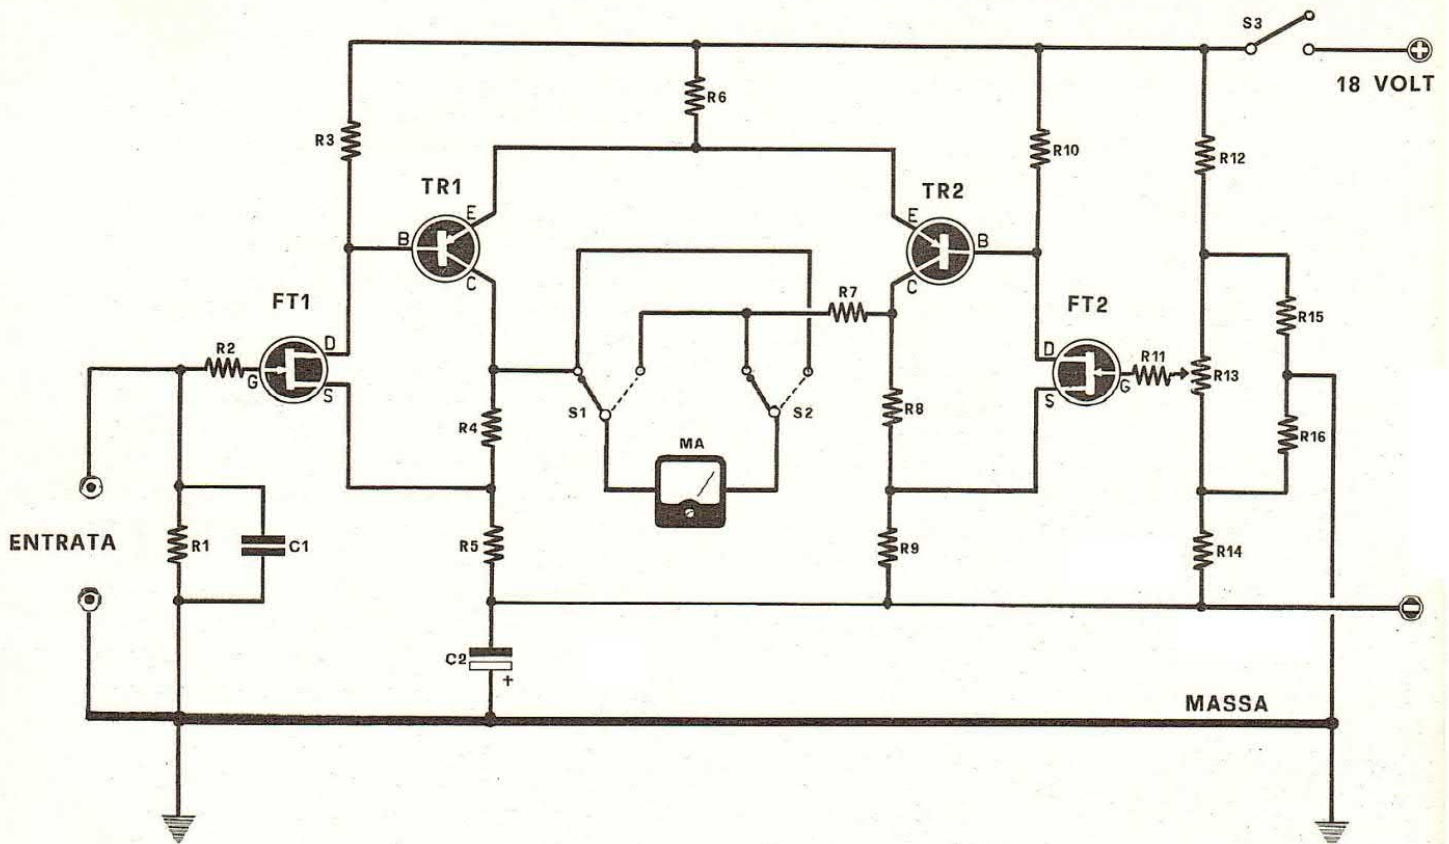 S3
18 VOLT
R6
R3
R10
R12
TR1
TR2
E
E
B
B
C
C
R7
FT1
FT2
R15
R2
D
D
R11
R13
G
G
S
S
S1
S2
R4
R8
R16
MA
ENTRATA
R1
C1
R5
R9
R14
C2
+
MASSA